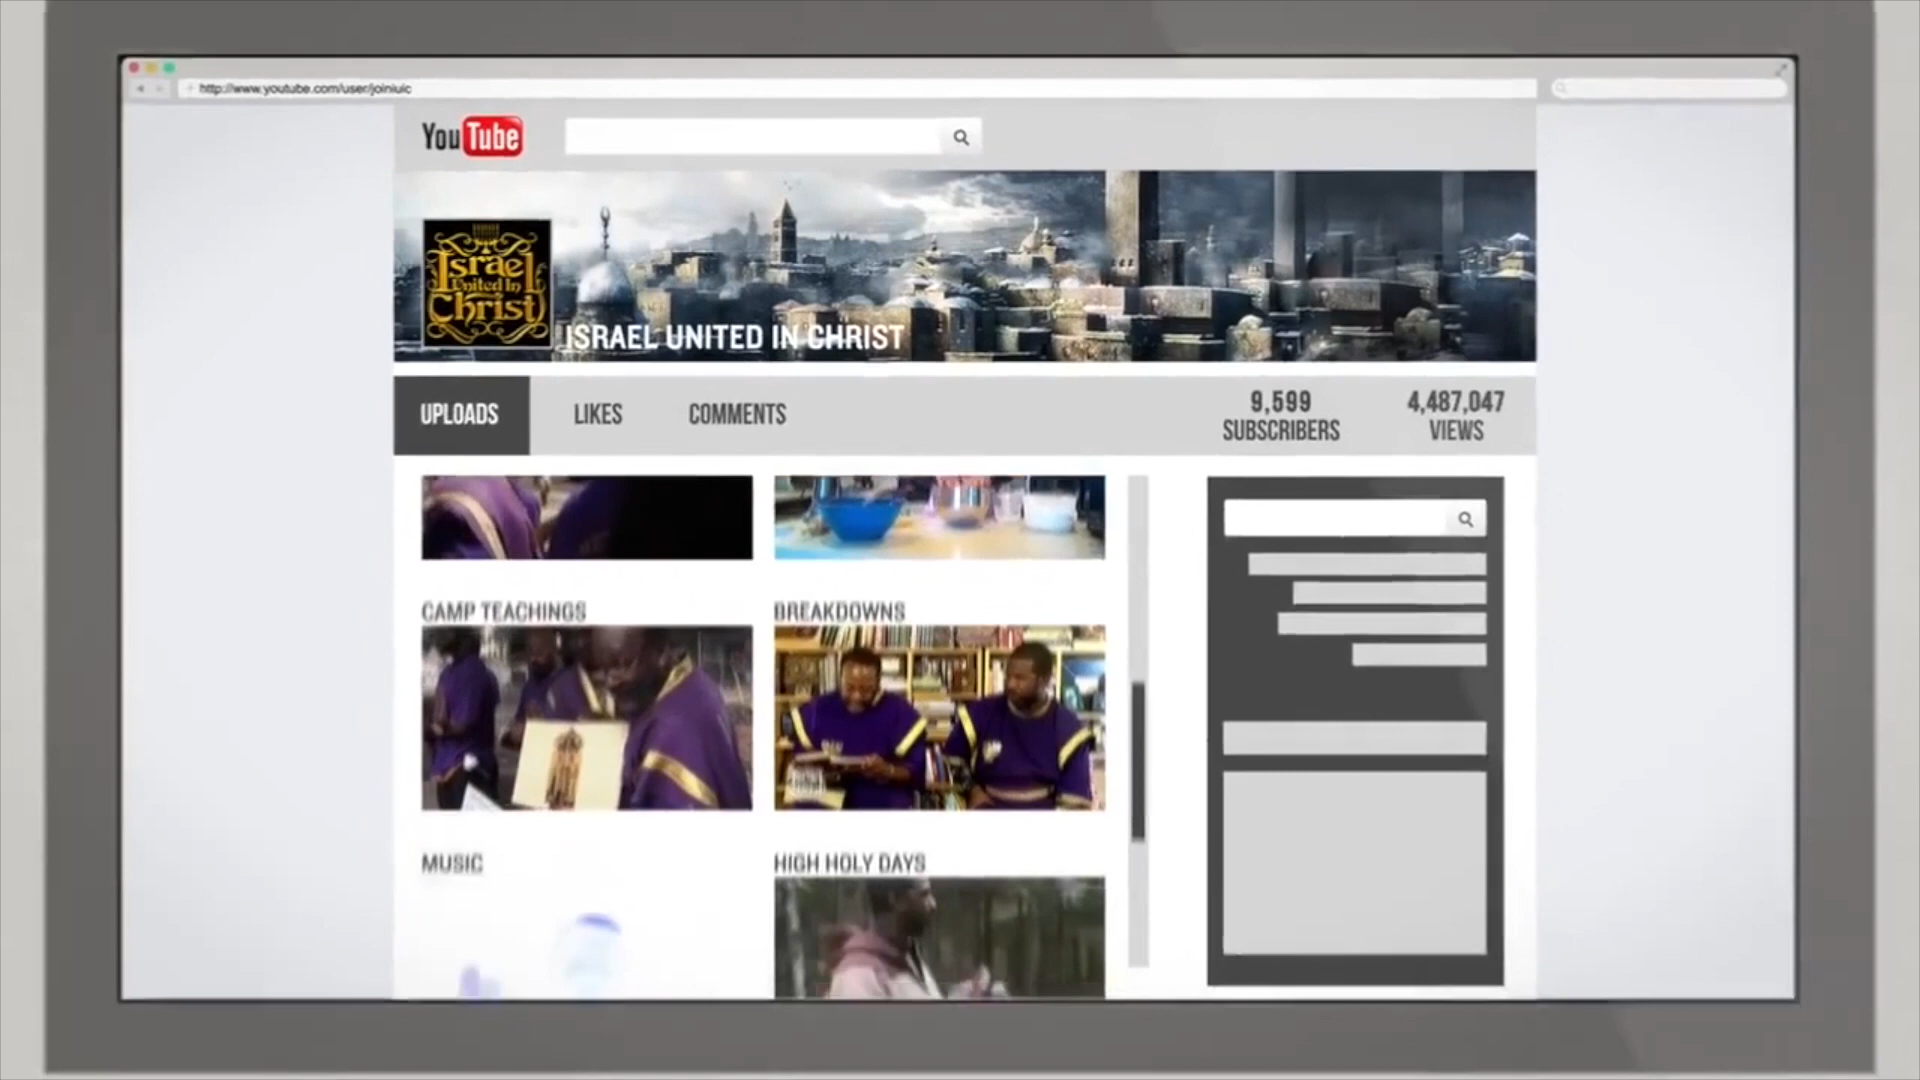 http://www.youtube.com/user/joiniuic
YouTube
Israel
United In
Christ
ISRAEL UNITED IN CHRIST
UPLOADS
LIKES
COMMENTS
9,599
SUBSCRIBERS
4,487,047
VIEWS
CAMP TEACHINGS
BREAKDOWNS
MUSIC
HIGH HOLY DAYS